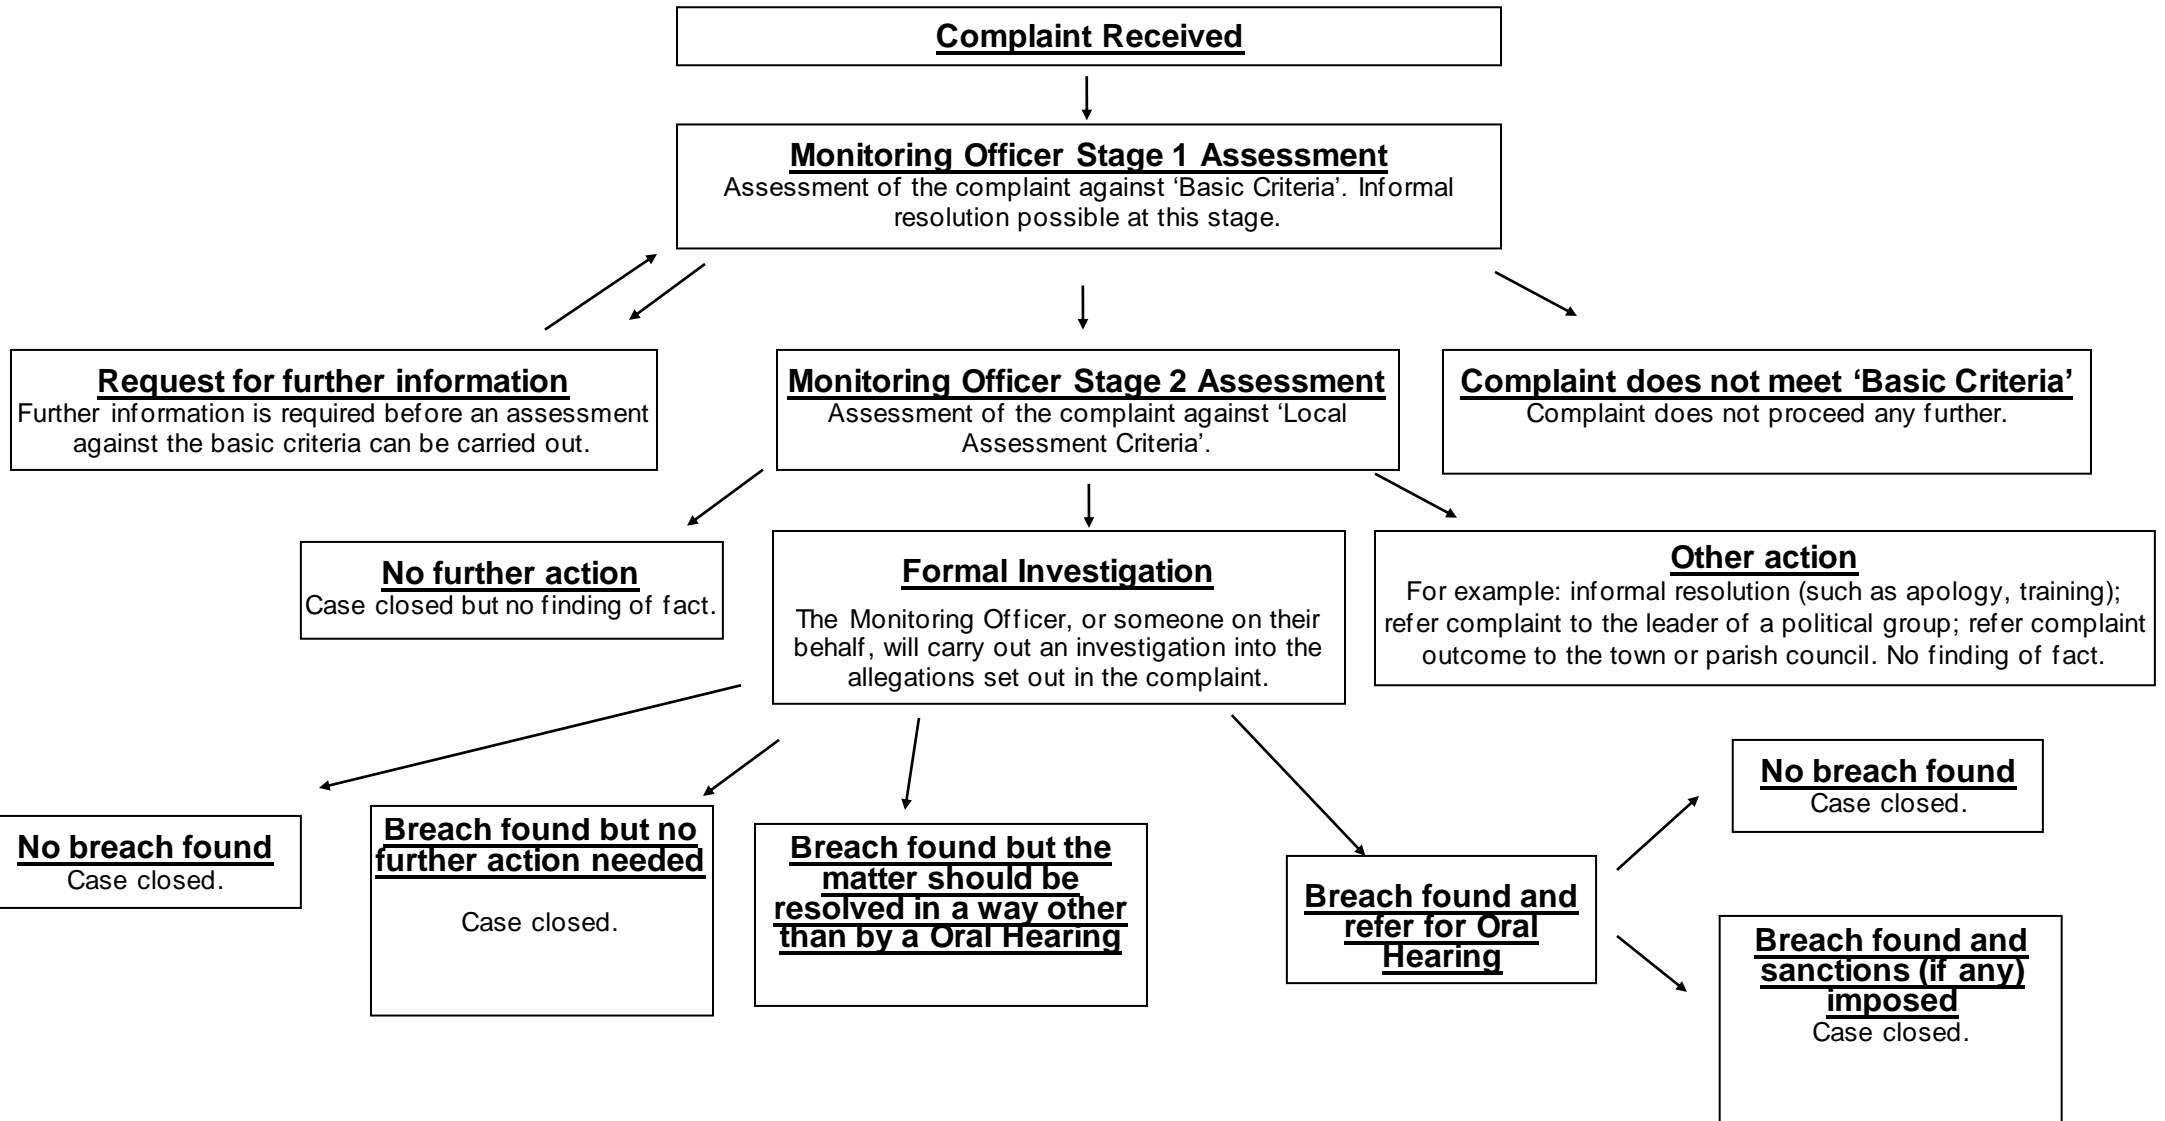 Complaint Received
Monitoring Officer Stage 1 Assessment
Assessment of the complaint against ‘Basic Criteria’. Informal
resolution possible at this stage.
Request for further information
Further information is required before an assessment
against the basic criteria can be carried out.
Monitoring Officer Stage 2 Assessment
Assessment of the complaint against ‘Local
Assessment Criteria’.
Complaint does not meet ‘Basic Criteria’
Complaint does not proceed any further.
No further action
Case closed but no finding of fact.
Formal Investigation
The Monitoring Officer, or someone on their
behalf, will carry out an investigation into the
allegations set out in the complaint.
Other action
For example: informal resolution (such as apology, training);
refer complaint to the leader of a political group; refer complaint
outcome to the town or parish council. No finding of fact.
No breach found
Case closed.
Breach found but no
further action needed
Case closed.
Breach found but the
matter should be
resolved in a way other
than by a Oral Hearing
Breach found and
refer for Oral
Hearing
No breach found
Case closed.
Breach found and
sanctions (if any)
imposed
Case closed.